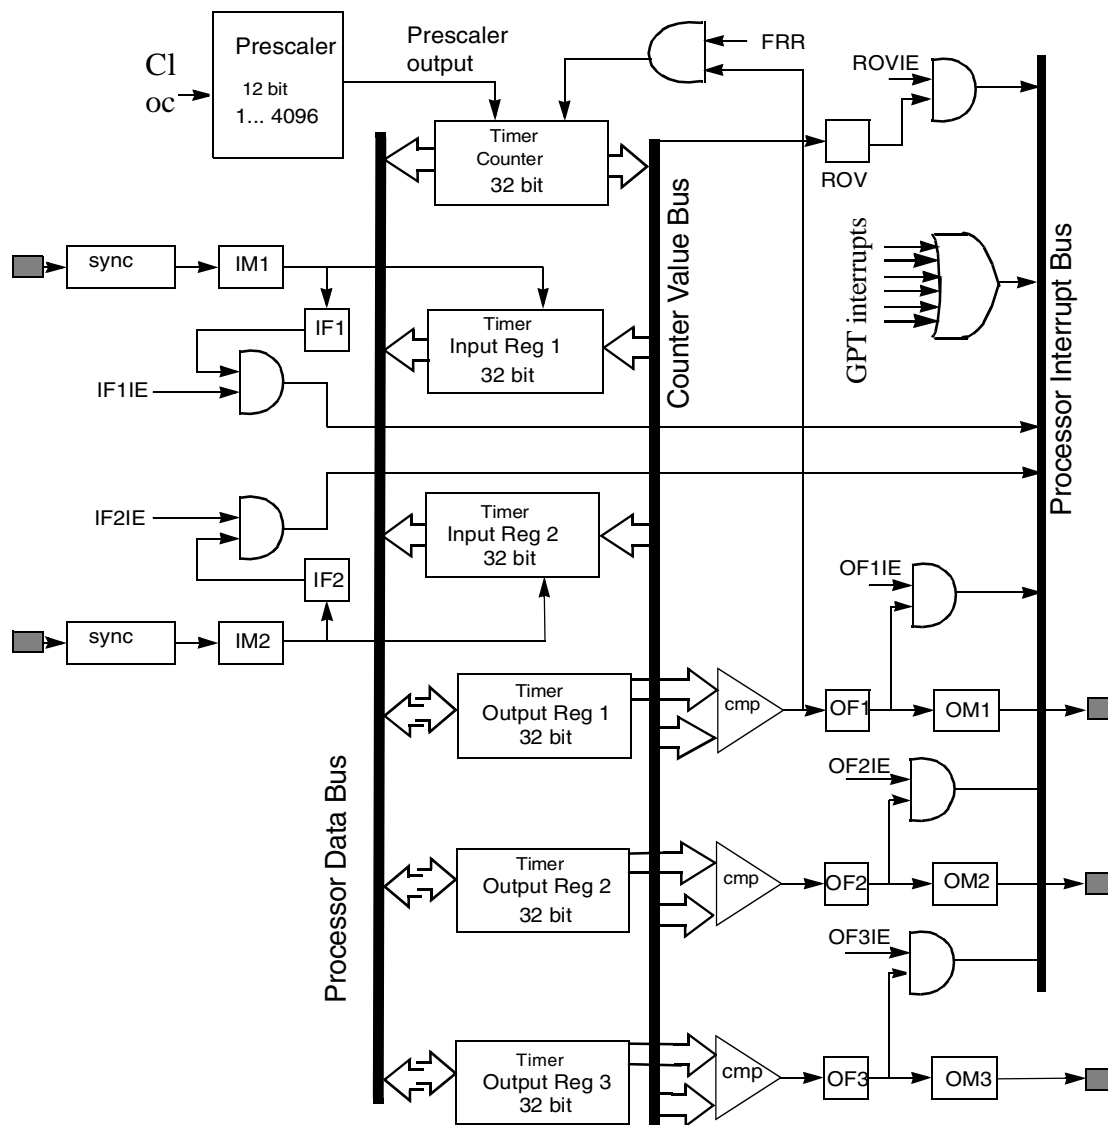 Prescaler
12 bit
1... 4096
Cl
oc
Prescaler
output
FRR
ROVIE
Timer
Counter
32 bit
ROV
sync
IM1
IF1
Timer
Input Reg 1
32 bit
Counter Value Bus
GPT interrupts
Processor Interrupt Bus
IF1IE
IF2IE
Timer
Input Reg 2
32 bit
IF2
sync
IM2
OF1IE
Timer
Output Reg 1
32 bit
cmp
OF1
OM1
Processor Data Bus
OF2IE
Timer
Output Reg 2
32 bit
cmp
OF2
OM2
OF3IE
Timer
Output Reg 3
32 bit
cmp
OF3
OM3